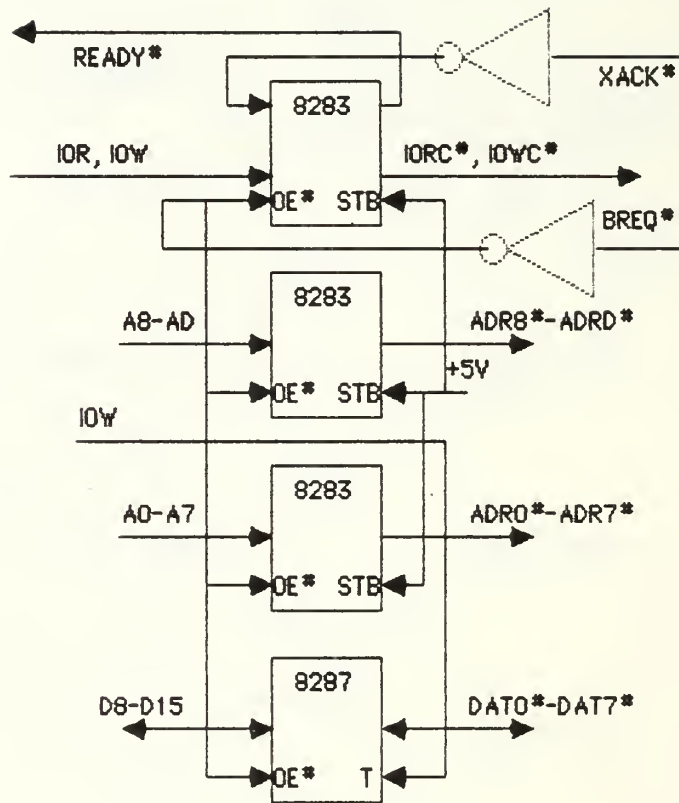 READY*
XACK*
8283
IOR, IOW
IORC*, IOWC*
OE* STB
BREQ*
8283
A8-AD
ADR8*-ADRD*
+5V
OE* STB
IOW
8283
A0-A7
ADR0*-ADR7*
OE* STB
8287
D8-D15
DAT0*-DAT7*
OE* T